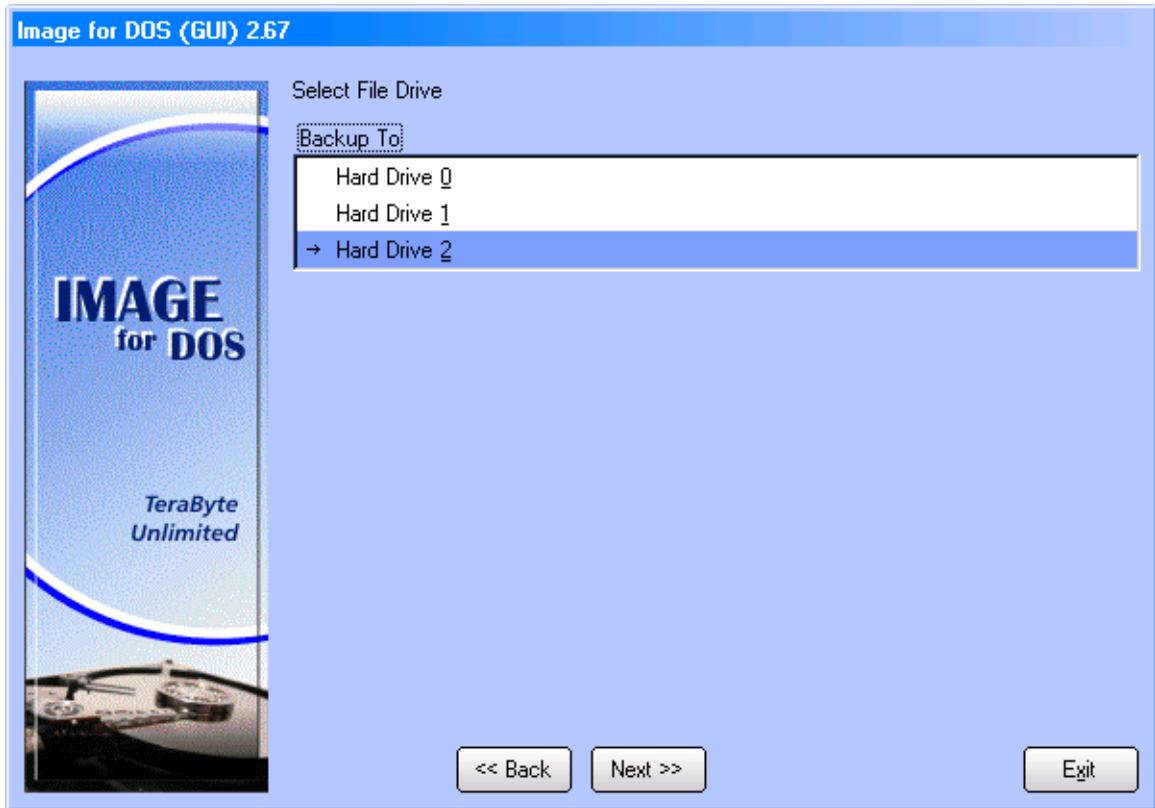 Image for DOS (GUI) 2.67
Select File Drive
Backup To
Hard Drive 0
Hard Drive 1
→ Hard Drive 2
IMAGE
for DOS
TeraByte
Unlimited
<< Back
Next >>
Exit